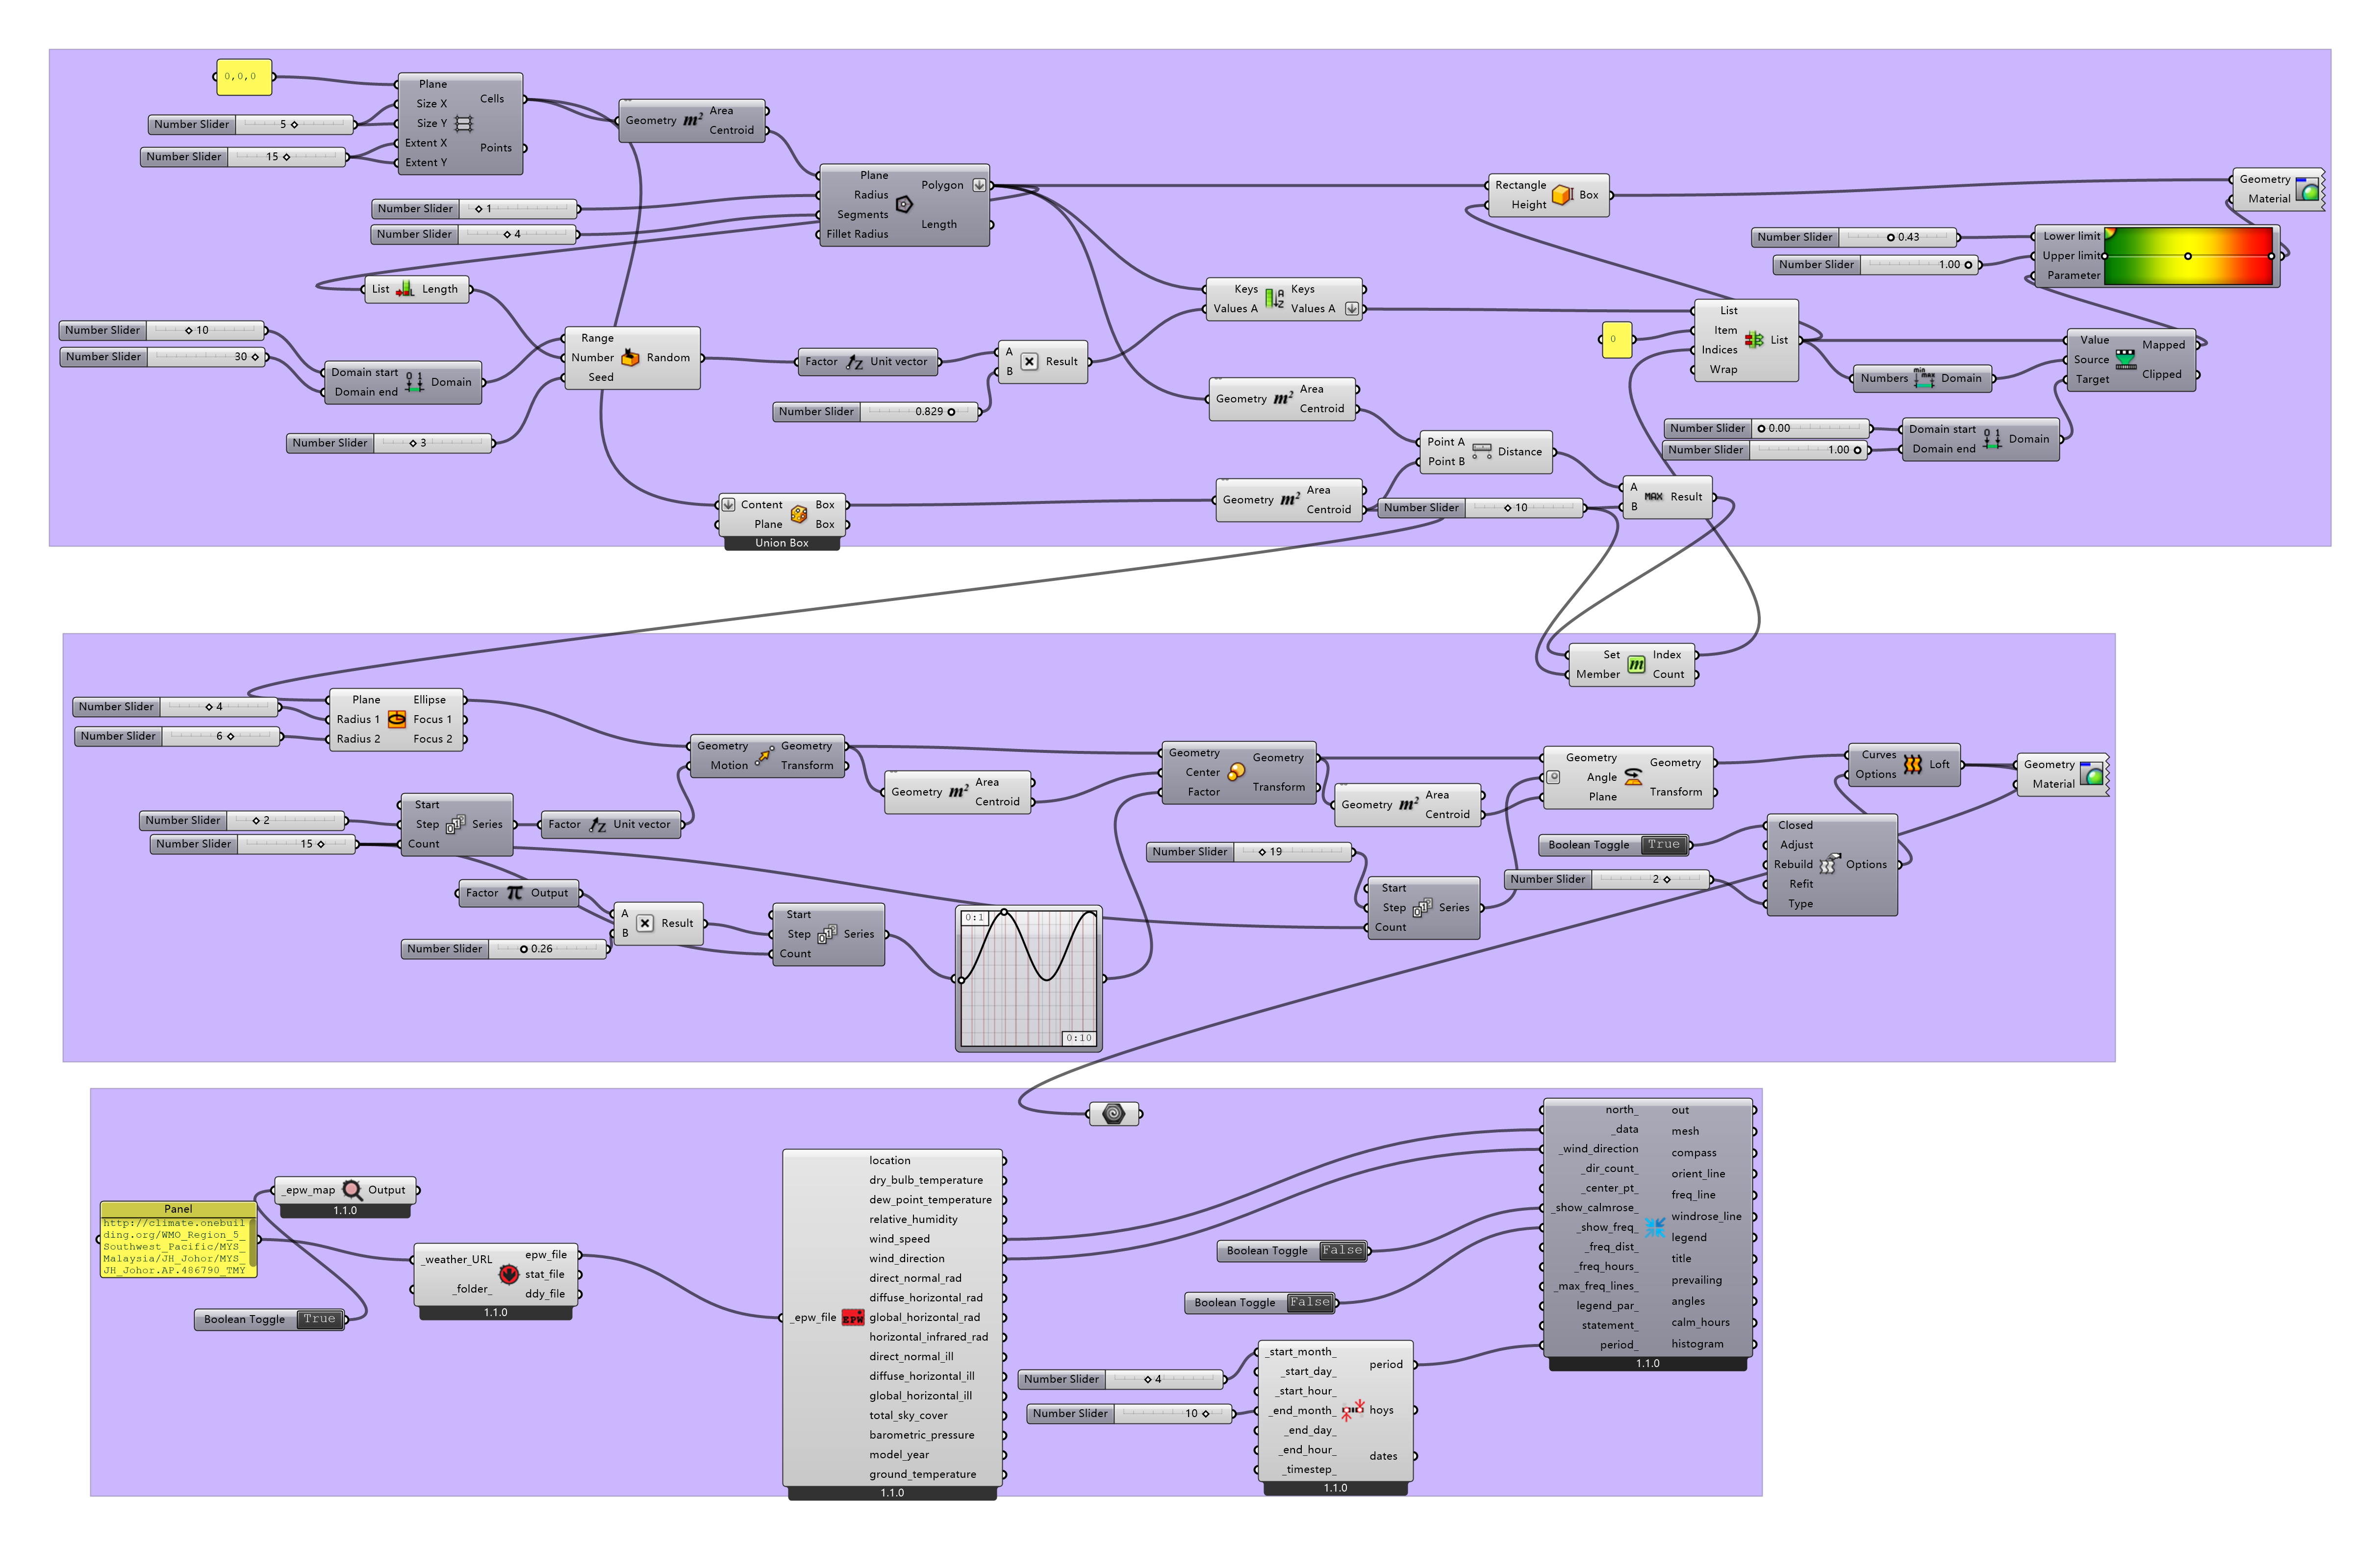 0,0,0
Plane
Size X
Size Y
Extent X
Extent Y
Cells
Points
Number Slider 5
Number Slider 15
Geometry
Area
Centroid
Number Slider 1
Number Slider 4
Plane
Radius
Segments
Fillet Radius
Polygon
Length
List Length
Number Slider 10
Number Slider 30
Domain start
Domain end
Domain
Number Slider 3
Range
Number
Seed
Random
Factor Unit vector
Number Slider 0.829
A
B
Result
Content
Plane
Box
Box
Union Box
Keys
Values A
Keys
Values A
Geometry
Area
Centroid
Geometry
Area
Centroid
Point A
Point B
Distance
Number Slider 10
A
B
MAX
Result
Rectangle
Height
Box
0
List
Item
Indices
Wrap
List
Numbers Domain
Number Slider 0.00
Number Slider 1.00
Domain start
Domain end
Domain
Value
Source
Target
Mapped
Clipped
Number Slider 0.43
Number Slider 1.00
Lower limit
Upper limit
Parameter
Geometry
Material
Set
Member
Index
Count
Number Slider 4
Number Slider 6
Plane
Radius 1
Radius 2
Ellipse
Focus 1
Focus 2
Number Slider 2
Number Slider 15
Start
Step
Count
Series
Factor Unit vector
Geometry
Motion
Geometry
Transform
Geometry
Area
Centroid
Factor Output
Number Slider 0.26
A
B
Result
Start
Step
Count
Series
0:1
0:10
Geometry
Center
Factor
Geometry
Transform
Geometry
Area
Centroid
Number Slider 19
Start
Step
Count
Series
Geometry
Angle
Plane
Geometry
Transform
Boolean Toggle True
Number Slider 2
Closed
Adjust
Rebuild
Refit
Type
Options
Curves
Options
Loft
Geometry
Material
_epw_map Output
1.1.0
Panel
http://climate.onebuil
ding.org/WMO_Region_5_
Southwest_Pacific/MYS_
Malaysia/JH_Johor/MYS_
JH_Johor.AP.486790_TMY
Boolean Toggle True
_weather_URL
_folder_
epw_file
stat_file
ddy_file
1.1.0
_epw_file
EPW
location
dry_bulb_temperature
dew_point_temperature
relative_humidity
wind_speed
wind_direction
direct_normal_rad
diffuse_horizontal_rad
global_horizontal_rad
horizontal_infrared_rad
direct_normal_ill
diffuse_horizontal_ill
global_horizontal_ill
total_sky_cover
barometric_pressure
model_year
ground_temperature
1.1.0
Boolean Toggle False
Boolean Toggle False
Number Slider 4
Number Slider 10
_start_month_
_start_day_
_start_hour_
_end_month_
_end_day_
_end_hour_
_timestep_
period
hoys
dates
1.1.0
north_
_data
_wind_direction
_dir_count_
_center_pt_
_show_calmrose_
_show_freq_
_freq_dist_
_freq_hours_
_max_freq_lines_
legend_par_
statement_
period_
out
mesh
compass
orient_line
freq_line
windrose_line
legend
title
prevailing
angles
calm_hours
histogram
1.1.0